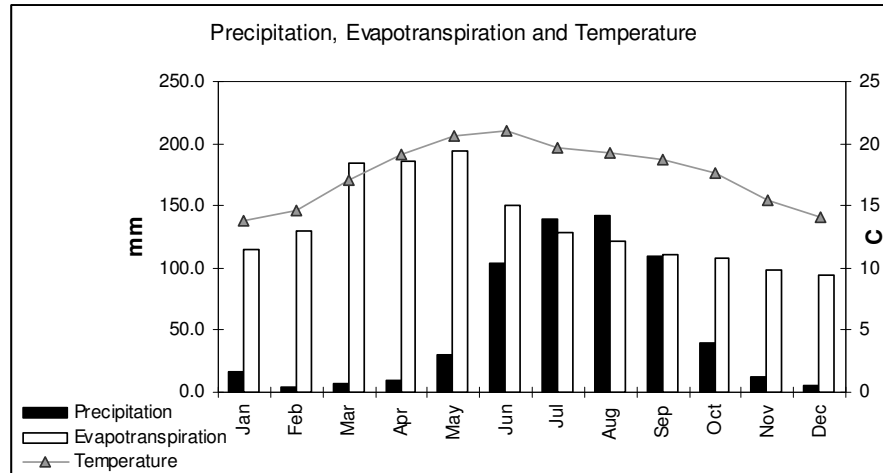 Precipitation, Evapotranspiration and Temperature
250.0
200.0
150.0
100.0
50.0
0.0
mm
25
20
15
10
5
0
C
Jan
Feb
Mar
Apr
May
Jun
Jul
Aug
Sep
Oct
Nov
Dec
Precipitation
Evapotranspiration
Temperature